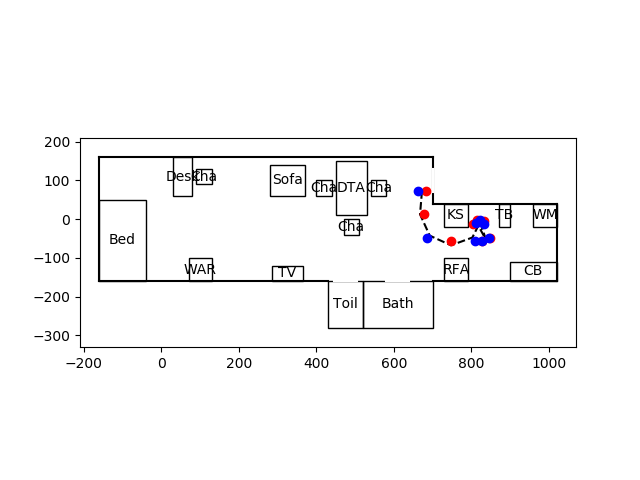 200
100
0
−100
−200
−300
−200
0
200
400
600
800
1000
Bed
Desk
Cha
WAR
Sofa
TV
Cha
DTA
Cha
Cha
Toil
Bath
KS
TB
WM
RFA
CB